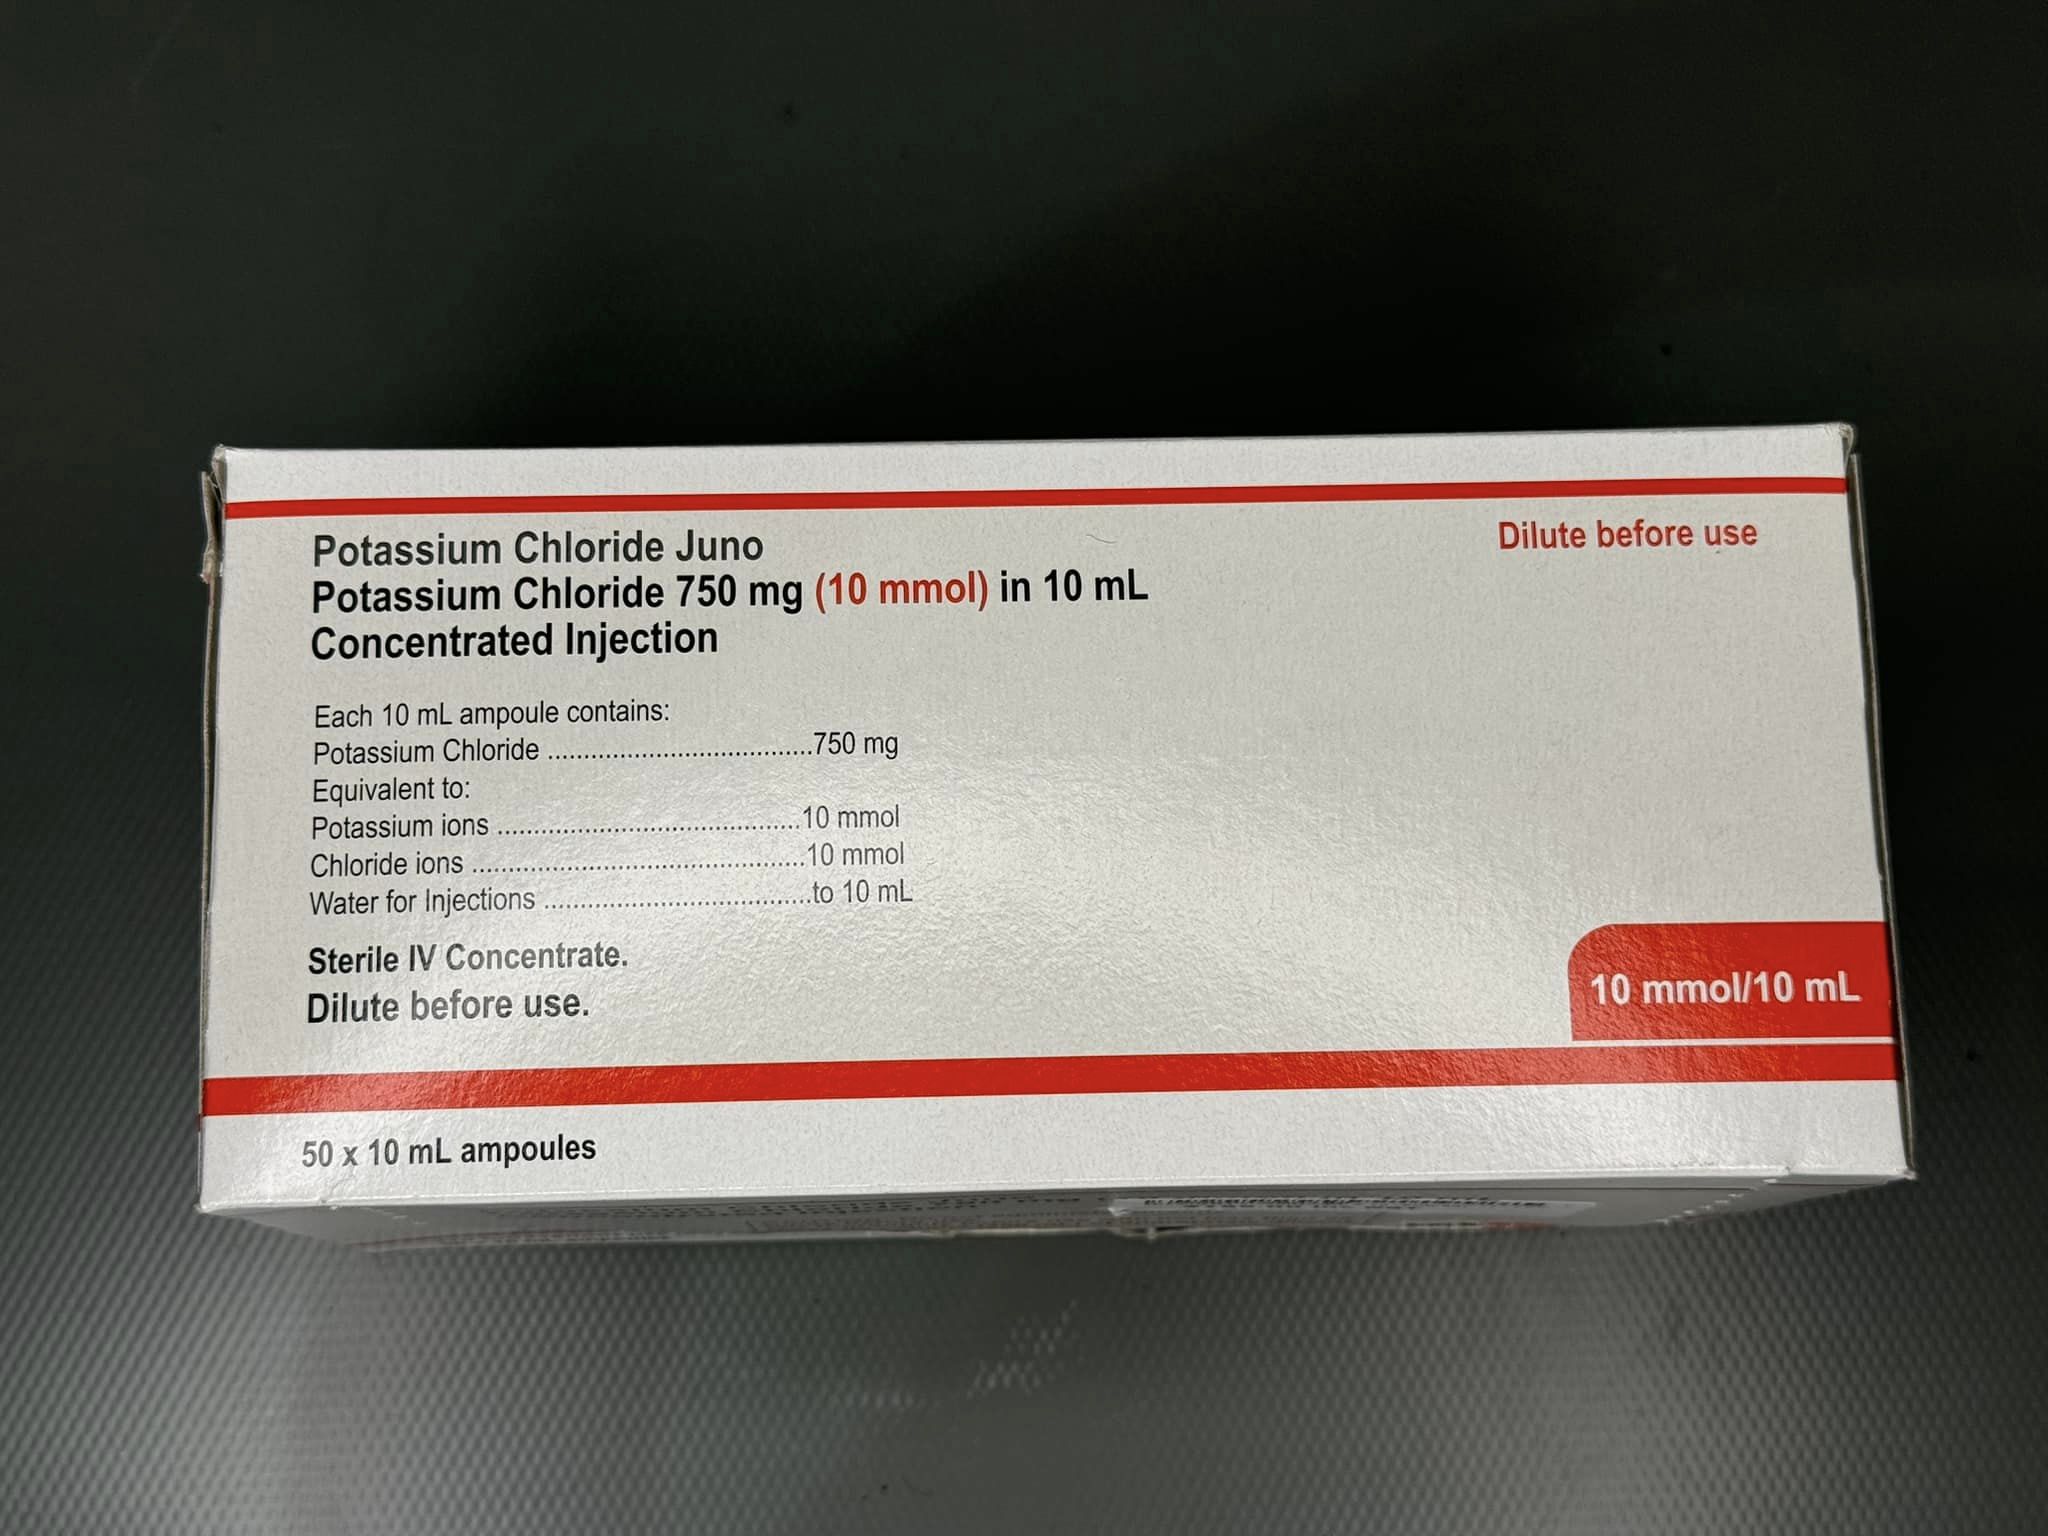 Potassium Chloride Juno
Dilute before use
Potassium Chloride 750 mg (10 mmol) in 10 mL
Concentrated Injection
Each 10 mL ampoule contains:
Potassium Chloride ....................................750 mg
Equivalent to:
Potassium ions ..........................................10 mmol
Chloride ions ..............................................10 mmol
Water for Injections .....................................to 10 mL
Sterile IV Concentrate.
Dilute before use.
10 mmol/10 mL
50 x 10 mL ampoules